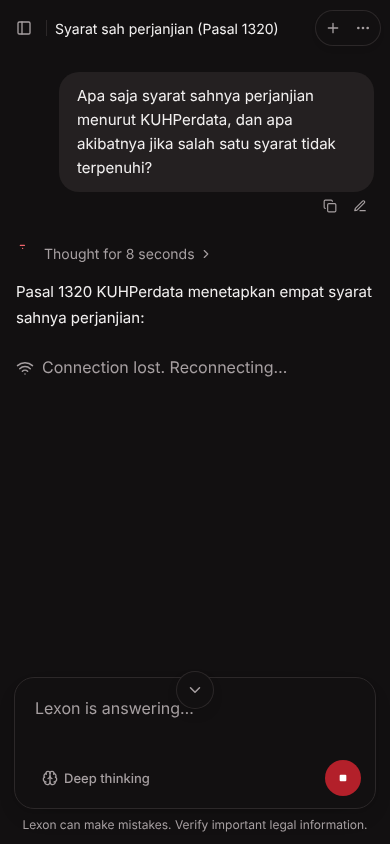 Syarat sah perjanjian (Pasal 1320)
Apa saja syarat sahnya perjanjian
menurut KUHPerdata, dan apa
akibatnya jika salah satu syarat tidak
terpenuhi?
Thought for 8 seconds
Pasal 1320 KUHPerdata menetapkan empat syarat
sahnya perjanjian:
Connection lost. Reconnecting...
Lexon is answering...
Deep thinking
Lexon can make mistakes. Verify important legal information.